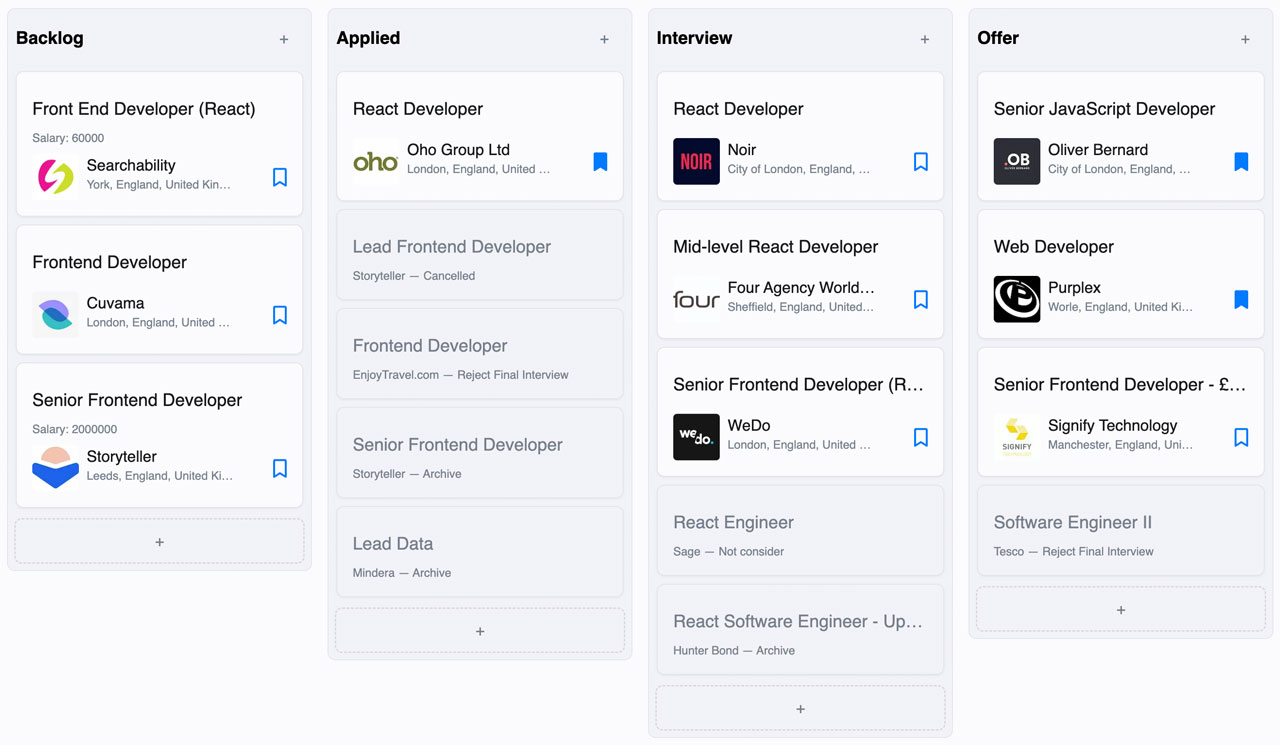 Backlog
+
Front End Developer (React)
Salary: 60000
Searchability
York, England, United Kin…
Frontend Developer
Cuvama
London, England, United …
Senior Frontend Developer
Salary: 2000000
Storyteller
Leeds, England, United Ki…
+
Applied
+
React Developer
oho
Oho Group Ltd
London, England, United …
Lead Frontend Developer
Storyteller — Cancelled
Frontend Developer
EnjoyTravel.com — Reject Final Interview
Senior Frontend Developer
Storyteller — Archive
Lead Data
Mindera — Archive
+
Interview
+
React Developer
NOIR
Noir
City of London, England, …
Mid-level React Developer
four
Four Agency World…
Sheffield, England, United…
Senior Frontend Developer (R…
we
do.
WeDo
London, England, United …
React Engineer
Sage — Not consider
React Software Engineer - Up…
Hunter Bond — Archive
+
Offer
+
Senior JavaScript Developer
.OB
OLIVER BERNARD
Oliver Bernard
City of London, England, …
Web Developer
Purplex
Worle, England, United Ki…
Senior Frontend Developer - £…
SIGNIFY
Signify Technology
Manchester, England, Uni…
Software Engineer II
Tesco — Reject Final Interview
+